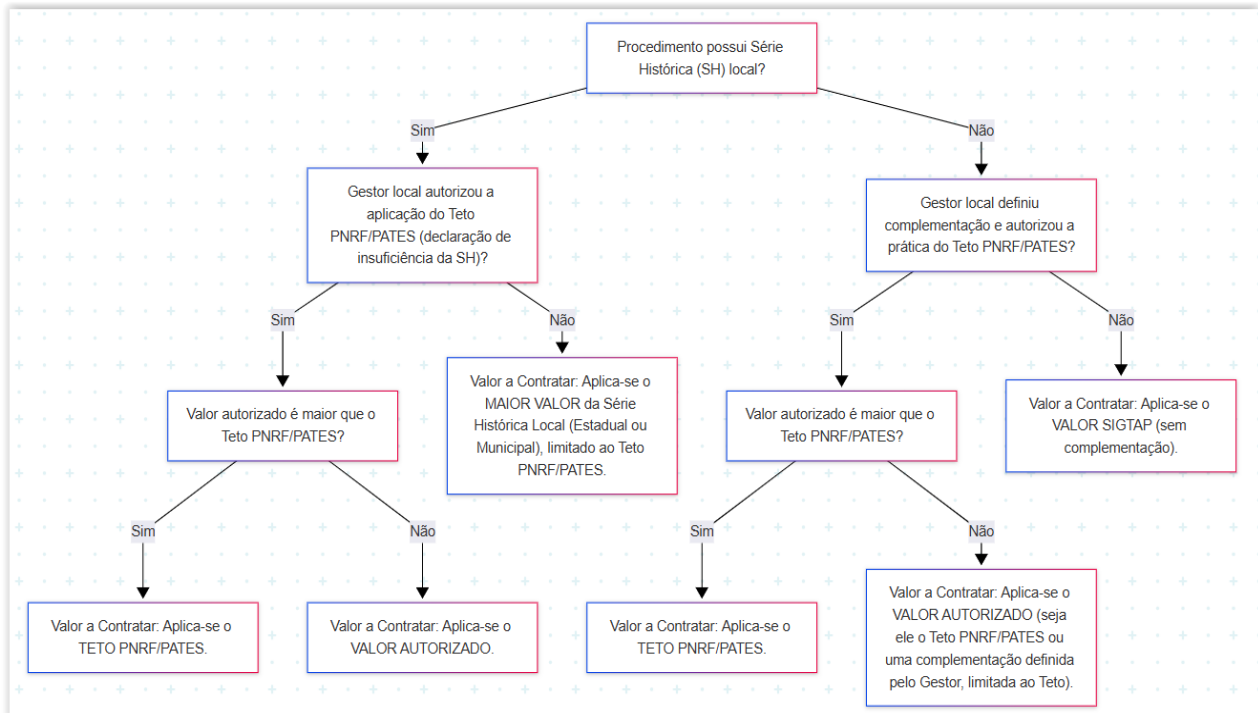 Procedimento possui Série
Histórica (SH) local?
Sim
Não
Gestor local autorizou a
aplicação do Teto
PNRF/PATES (declaração de
insuficiência da SH)?
Gestor local definiu
complementação e autorizou a
prática do Teto PNRF/PATES?
Sim
Não
Sim
Não
Valor autorizado é maior que o
Teto PNRF/PATES?
Valor a Contratar: Aplica-se o
MAIOR VALOR da Série
Histórica Local (Estadual ou
Municipal), limitado ao Teto
PNRF/PATES.
Valor autorizado é maior que o
Teto PNRF/PATES?
Valor a Contratar: Aplica-se o
VALOR SIGTAP (sem
complementação).
Sim
Não
Sim
Não
Valor a Contratar: Aplica-se o
TETO PNRF/PATES.
Valor a Contratar: Aplica-se o
VALOR AUTORIZADO.
Valor a Contratar: Aplica-se o
TETO PNRF/PATES.
Valor a Contratar: Aplica-se o
VALOR AUTORIZADO (seja
ele o Teto PNRF/PATES ou
uma complementação definida
pelo Gestor, limitada ao Teto).